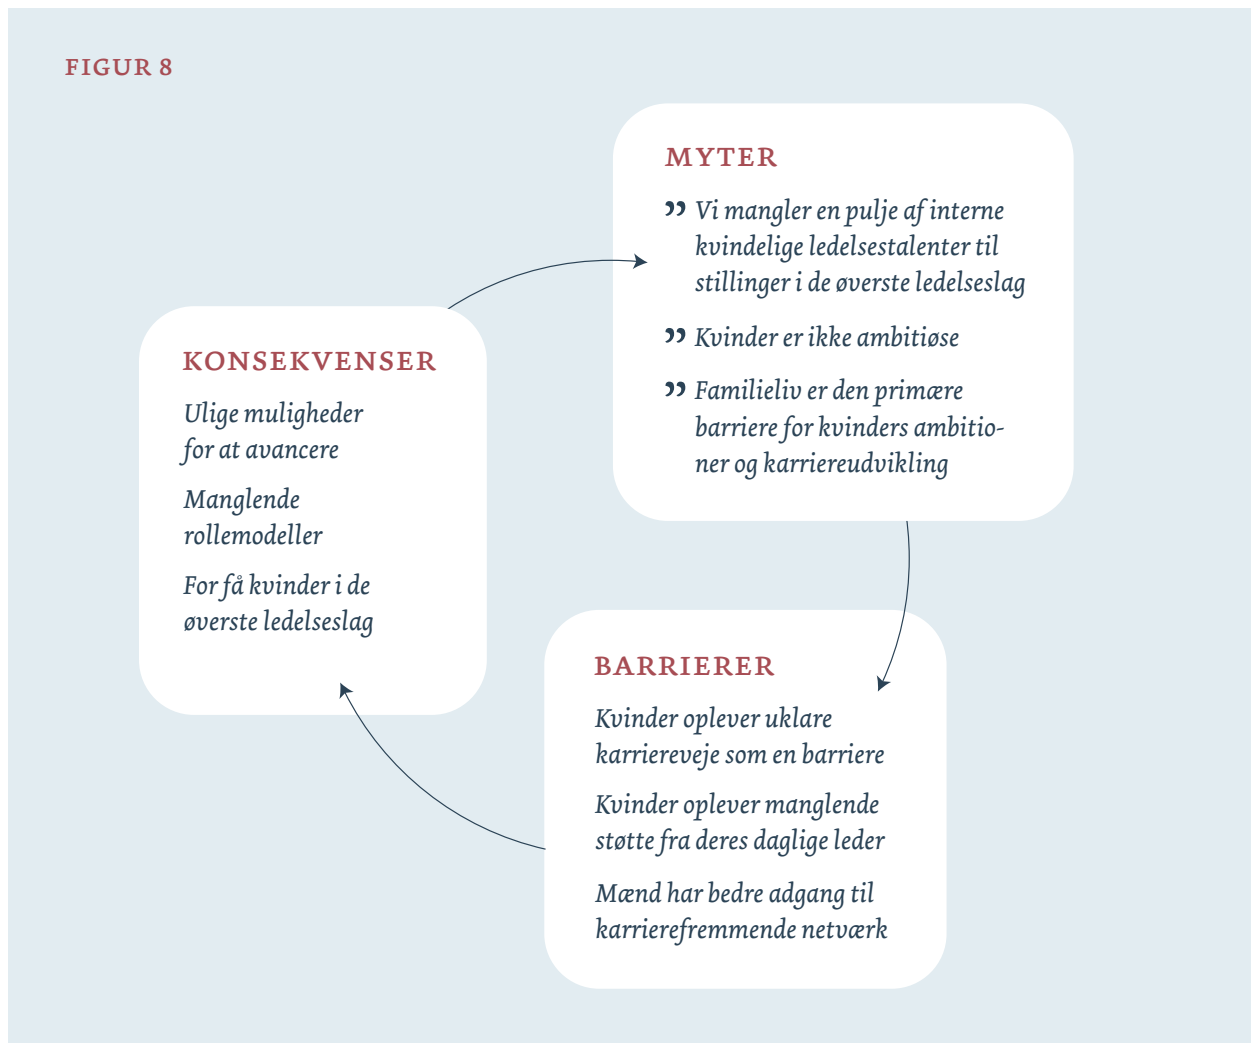 FIGUR 8
MYTER
” Vi mangler en pulje af interne
kvindelige ledelsestalenter til
stillinger i de øverste ledelseslag
” Kvinder er ikke ambitiøse
” Familieliv er den primære
barriere for kvinders ambitio-
ner og karriereudvikling
KONSEKVENSER
Ulige muligheder
for at avancere
Manglende
rollemodeller
For få kvinder i de
øverste ledelseslag
BARRIERER
Kvinder oplever uklare
karriereveje som en barriere
Kvinder oplever manglende
støtte fra deres daglige leder
Mænd har bedre adgang til
karrierefremmende netværk